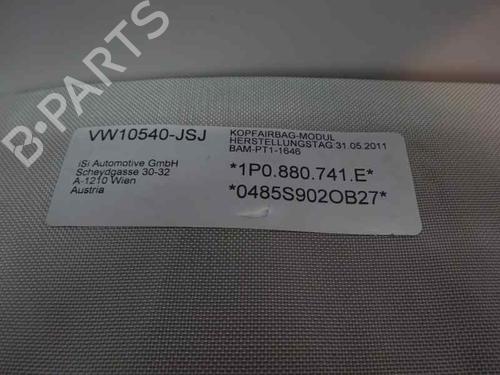 B-PARTS
VW10540-JSJ
iSi Automotive GmbH
Scheydgasse 30-32
A-1210 Wien
Austria
KOPFAIRBAG-MODUL
HERSTELLUNGSTAG:31.05.2011
BAM-PT1-1646
*1P0.880.741.E*
*0485S902OB27*